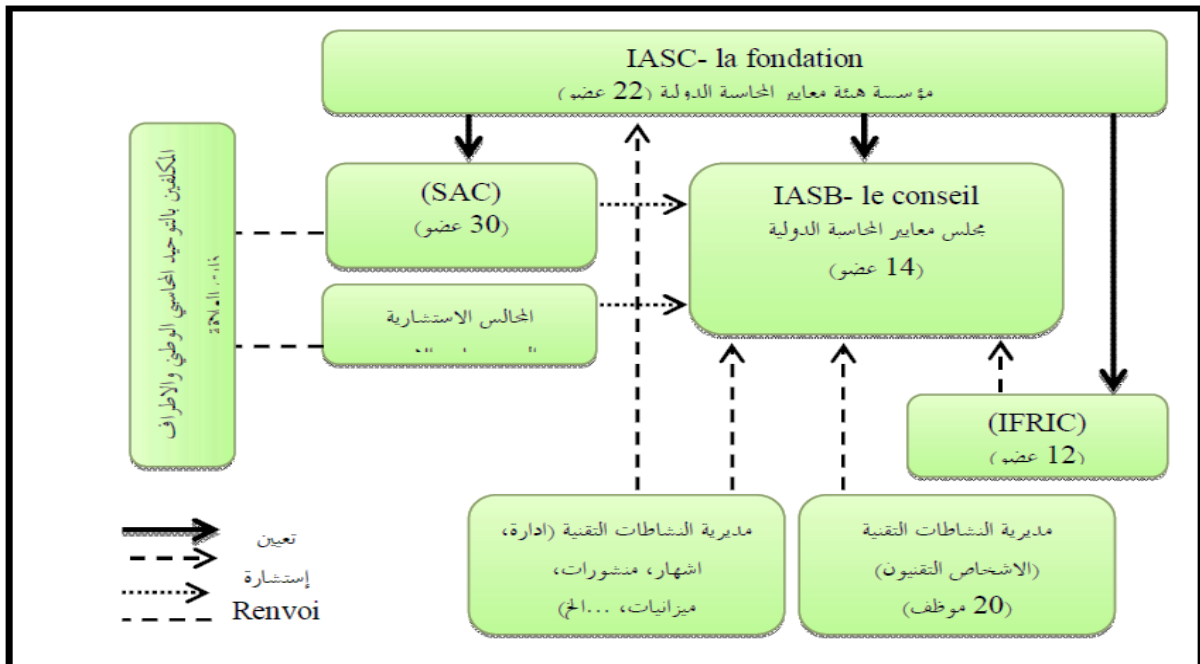 IASC- la fondation
مؤسسة هيئة معايير المحاسبة الدولية (22 عضو)
المكلفين بالتوحيد المحاسبي الوطني والاطراف
(SAC)
(30 عضو)
IASB- le conseil
مجلس معايير المحاسبة الدولية
(14 عضو)
المجالس الاستشارية
(IFRIC)
(12 عضو)
مديرية النشاطات التقنية (ادارة،
اشهار، منشورات،
ميزانيات، ...الخ)
مديرية النشاطات التقنية
(الاشخاص التقنيون)
(20 موظف)
تعيين
إستشارة
Renvoi